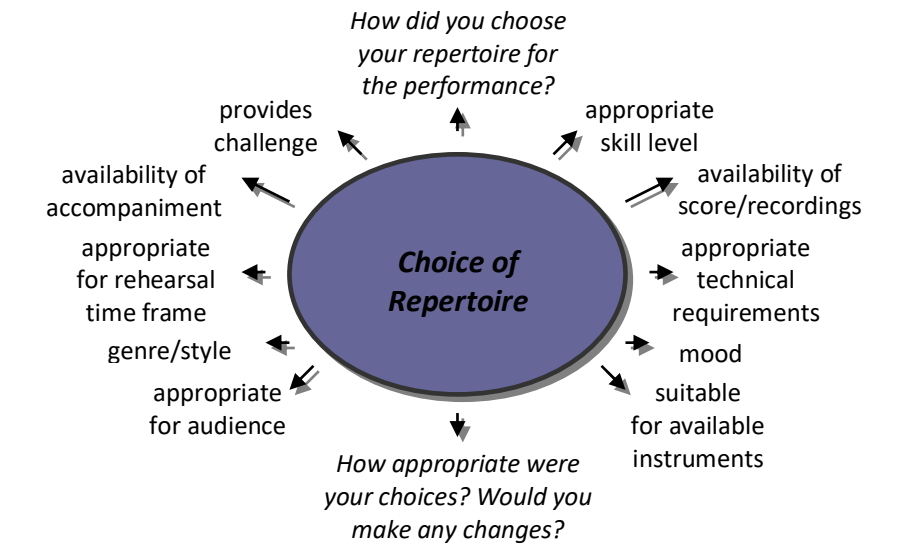 How did you choose
your repertoire for
the performance?
provides
challenge
appropriate
skill level
availability of
accompaniment
availability of
score/recordings
appropriate
for rehearsal
time frame
Choice of
Repertoire
appropriate
technical
requirements
genre/style
mood
appropriate
for audience
suitable
for available
instruments
How appropriate were
your choices? Would you
make any changes?